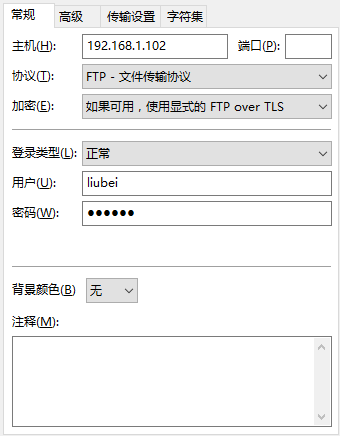 常规 高级 传输设置 字符集
主机(H): 192.168.1.102 端口(P):
协议(T): FTP - 文件传输协议
加密(E): 如果可用，使用显式的 FTP over TLS
登录类型(L): 正常
用户(U): liubei
密码(W): ●●●●●●
背景颜色(B) 无
注释(M):